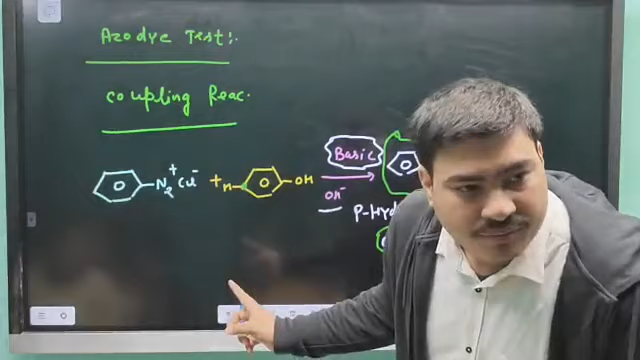 Azodye Test:
Coupling Reac.
N₂⁺Cl⁻ + H OH Basic
OH⁻
P-Hyd